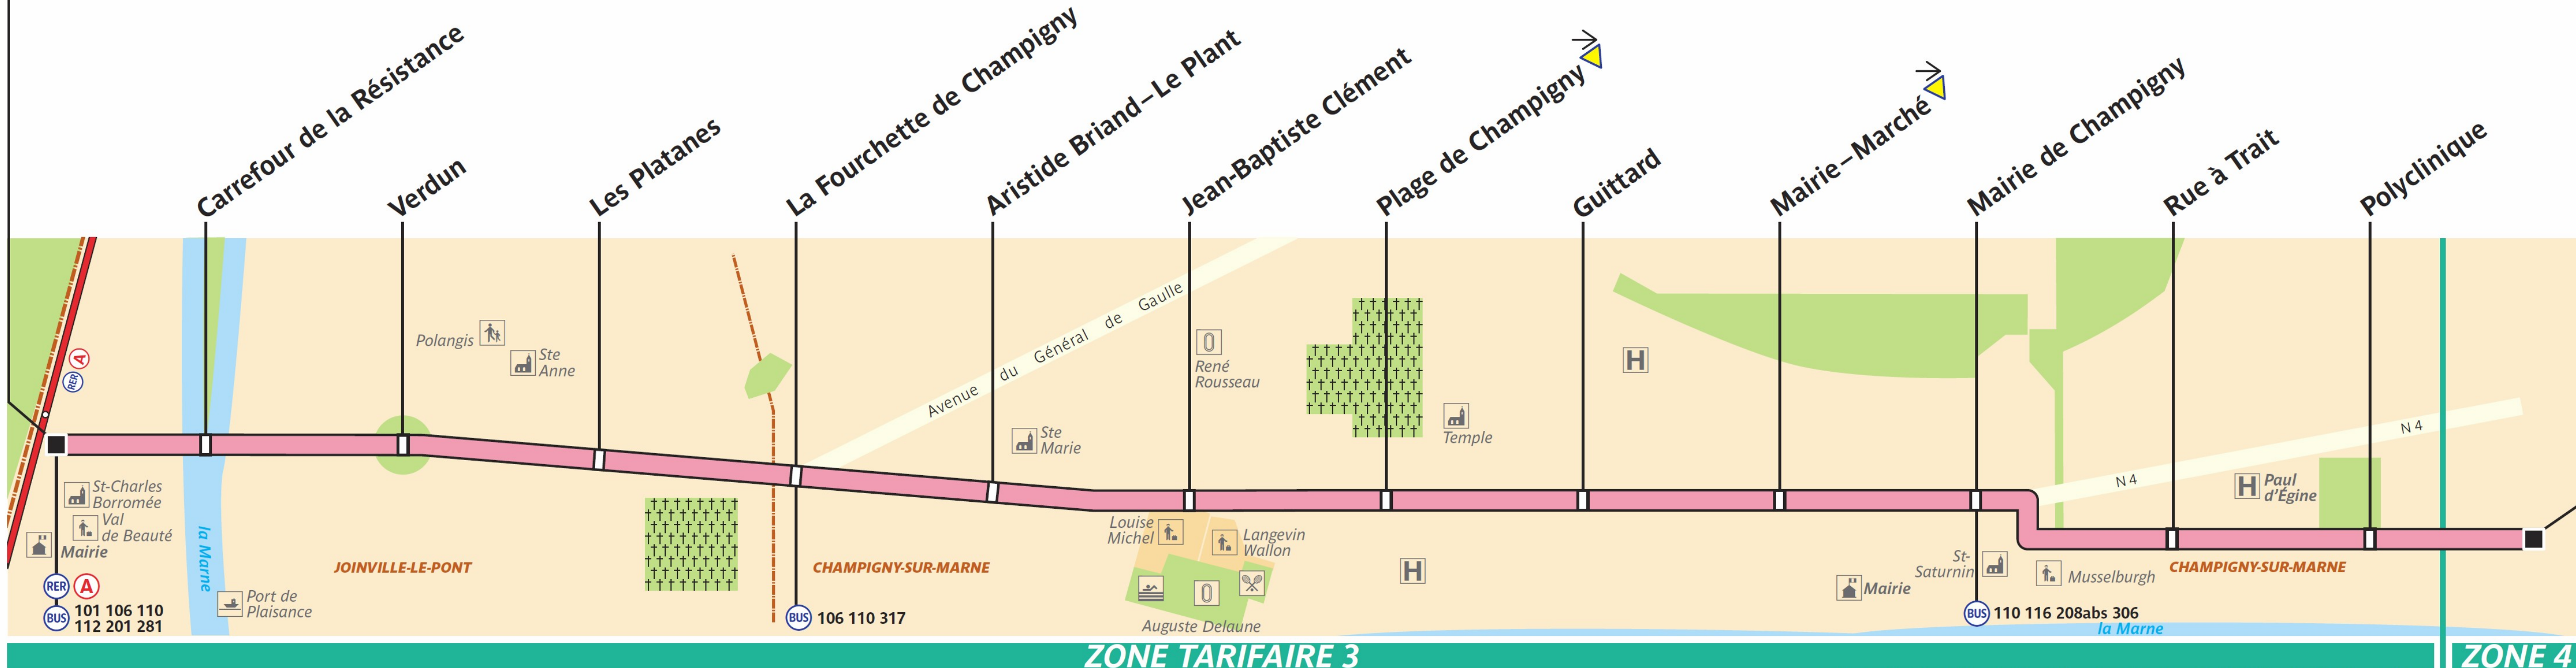 Carrefour de la Résistance
Verdun
Les Platanes
La Fourchette de Champigny
Aristide Briand–Le Plant
Jean-Baptiste Clément
Plage de Champigny
Guittard
Mairie–Marché
Mairie de Champigny
Rue à Trait
Polyclinique
RER A
Polangis
Ste
Anne
Avenue du Général de Gaulle
René
Rousseau
H
Ste
Marie
Temple
N 4
N 4
H
Paul
d'Égine
St-Charles
Borromée
Val
de Beauté
Mairie
la Marne
JOINVILLE-LE-PONT
CHAMPIGNY-SUR-MARNE
Louise
Michel
Langevin
Wallon
H
St-
Saturnin
Musselburgh
CHAMPIGNY-SUR-MARNE
Mairie
RER A
BUS 101 106 110
112 201 281
Port de
Plaisance
BUS 106 110 317
Auguste Delaune
BUS 110 116 208abs 306
la Marne
ZONE TARIFAIRE 3
ZONE 4